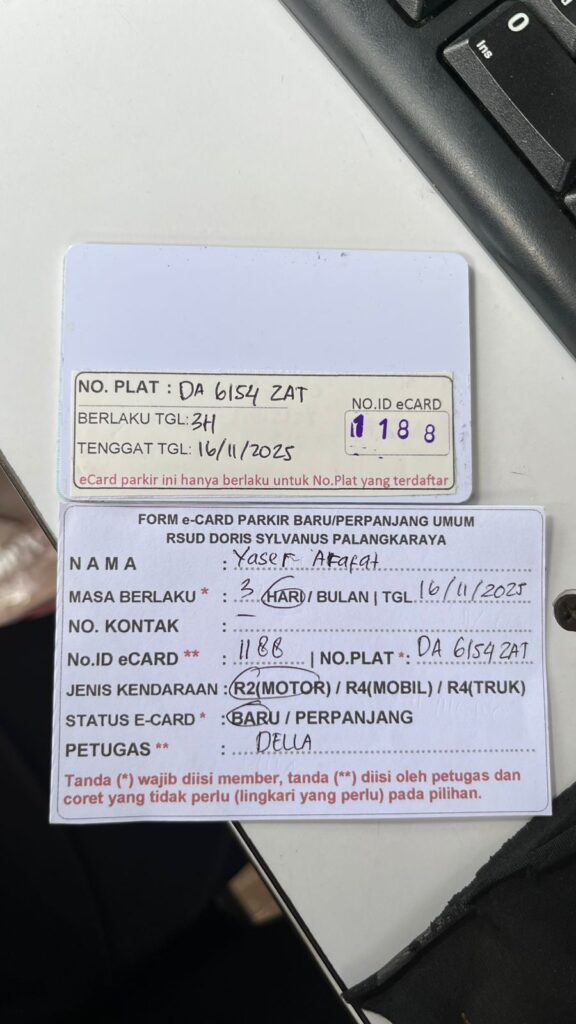 0
Ins
NO. PLAT : DA 6154 ZAT
BERLAKU TGL: 3H
NO.ID eCARD
1188
TENGGAT TGL: 16/11/2025
eCard parkir ini hanya berlaku untuk No.Plat yang terdaftar
FORM e-CARD PARKIR BARU/PERPANJANG UMUM
RSUD DORIS SYLVANUS PALANGKARAYA
NAMA : Yaser Arafat
MASA BERLAKU * : 3 HARI / BULAN | TGL 16/11/2025
NO. KONTAK : —
No.ID eCARD ** : 1188 | NO.PLAT *: DA 6154 ZAT
JENIS KENDARAAN : R2(MOTOR) / R4(MOBIL) / R4(TRUK)
STATUS E-CARD * : BARU / PERPANJANG
PETUGAS ** : DELLA
Tanda (*) wajib diisi member, tanda (**) diisi oleh petugas dan
coret yang tidak perlu (lingkari yang perlu) pada pilihan.